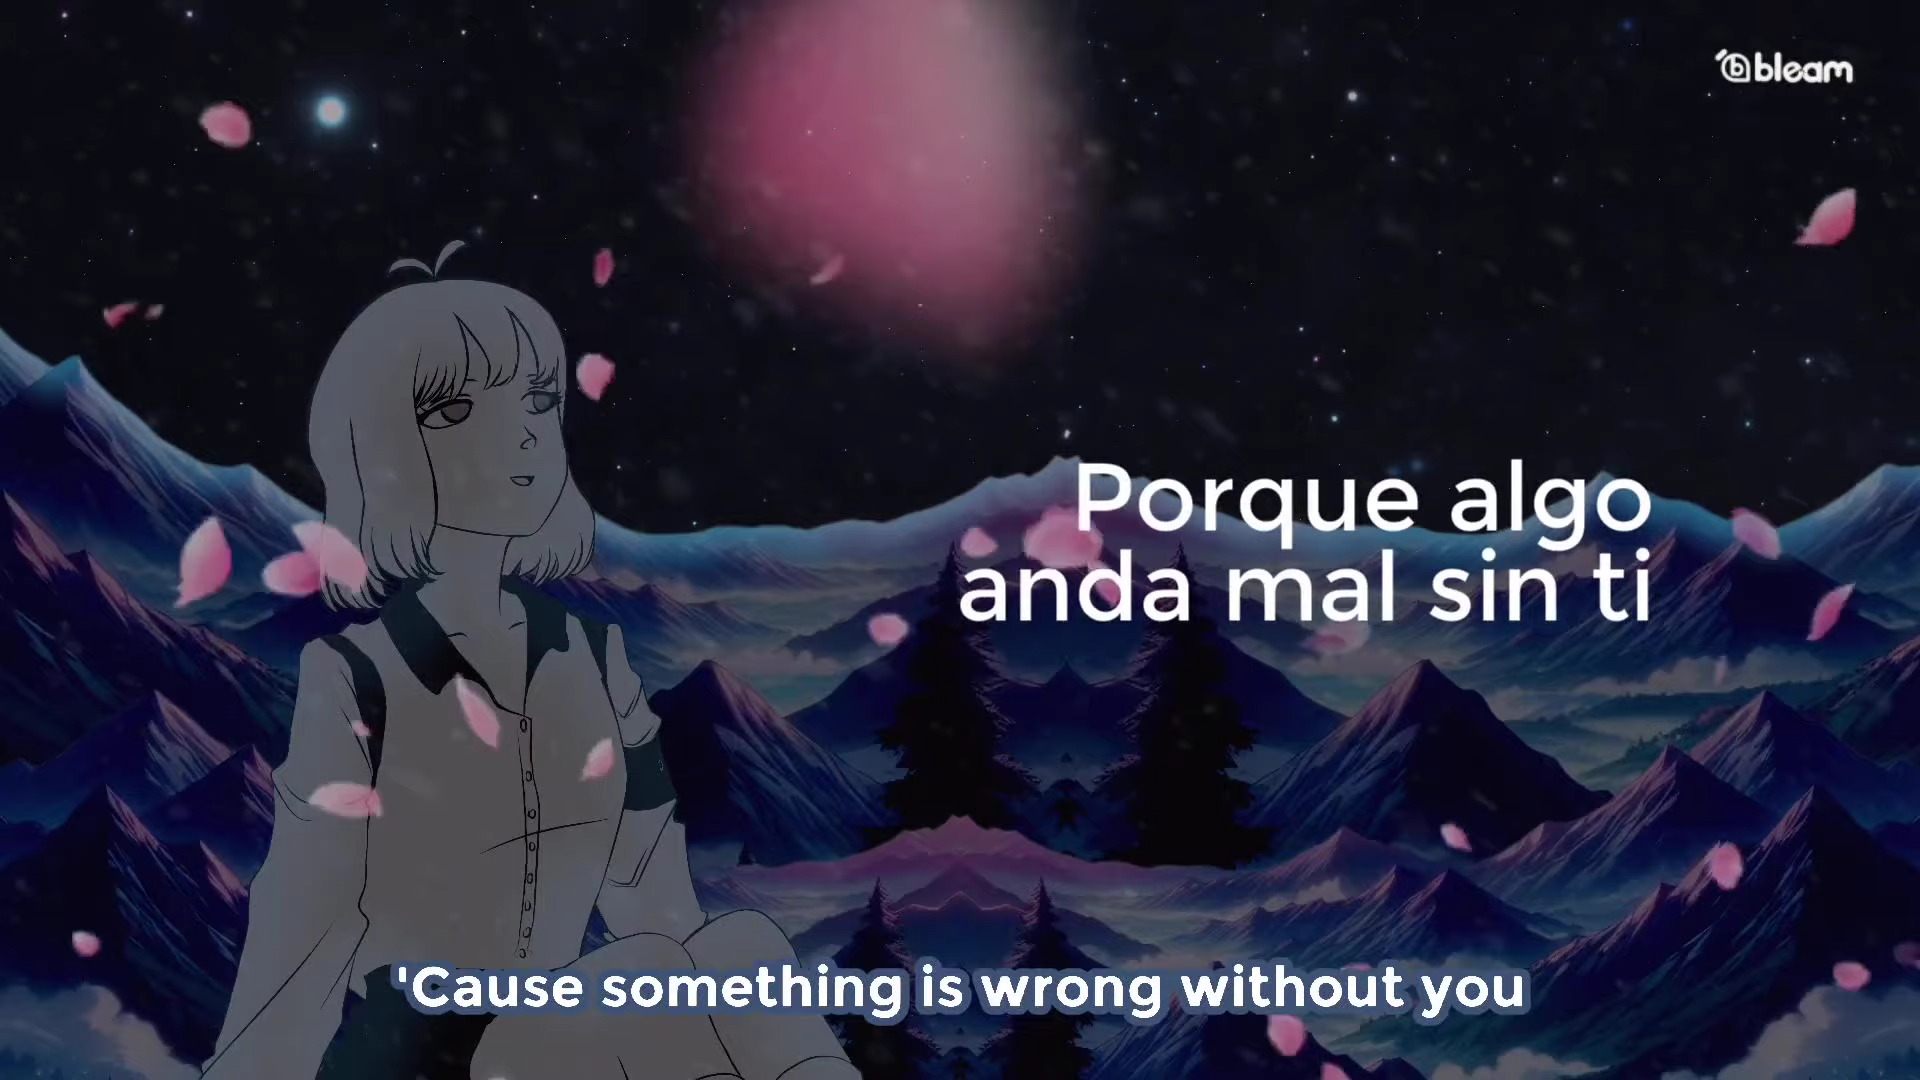 bleam
Porque algo
anda mal sin ti
'Cause something is wrong without you